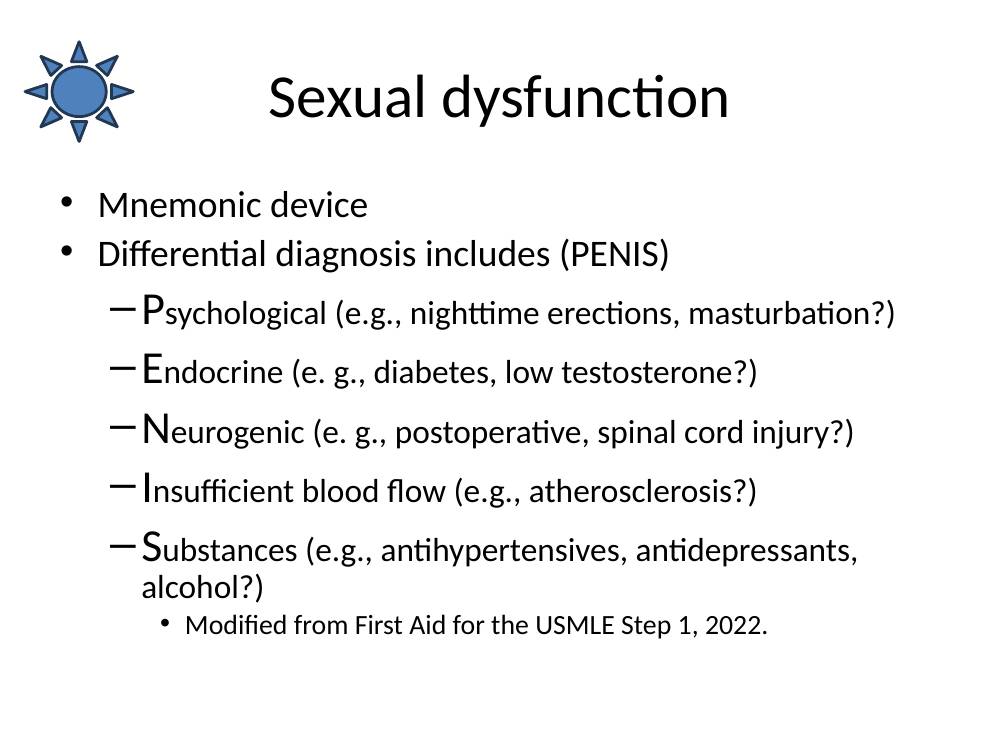 Sexual dysfunction
• Mnemonic device
• Differential diagnosis includes (PENIS)
– Psychological (e.g., nighttime erections, masturbation?)
– Endocrine (e. g., diabetes, low testosterone?)
– Neurogenic (e. g., postoperative, spinal cord injury?)
– Insufficient blood flow (e.g., atherosclerosis?)
– Substances (e.g., antihypertensives, antidepressants,
alcohol?)
• Modified from First Aid for the USMLE Step 1, 2022.